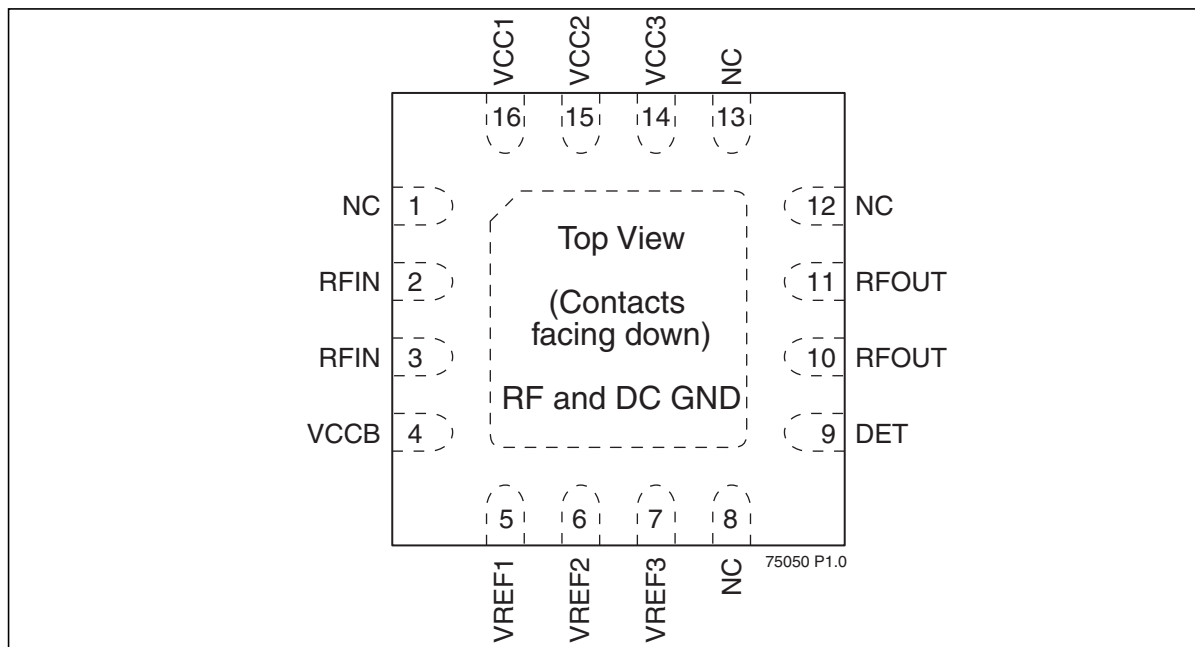 VCC1
VCC2
VCC3
NC
16
15
14
13
NC 1
12 NC
RFIN 2
11 RFOUT
RFIN 3
10 RFOUT
VCCB 4
9 DET
Top View
(Contacts
facing down)
RF and DC GND
5
6
7
8
VREF1
VREF2
VREF3
NC
75050 P1.0